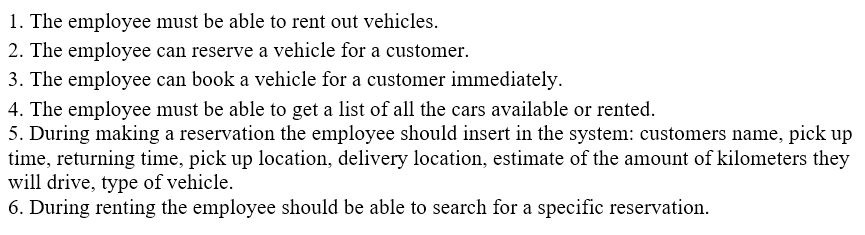 1. The employee must be able to rent out vehicles.
2. The employee can reserve a vehicle for a customer.
3. The employee can book a vehicle for a customer immediately.
4. The employee must be able to get a list of all the cars available or rented.
5. During making a reservation the employee should insert in the system: customers name, pick up
time, returning time, pick up location, delivery location, estimate of the amount of kilometers they
will drive, type of vehicle.
6. During renting the employee should be able to search for a specific reservation.